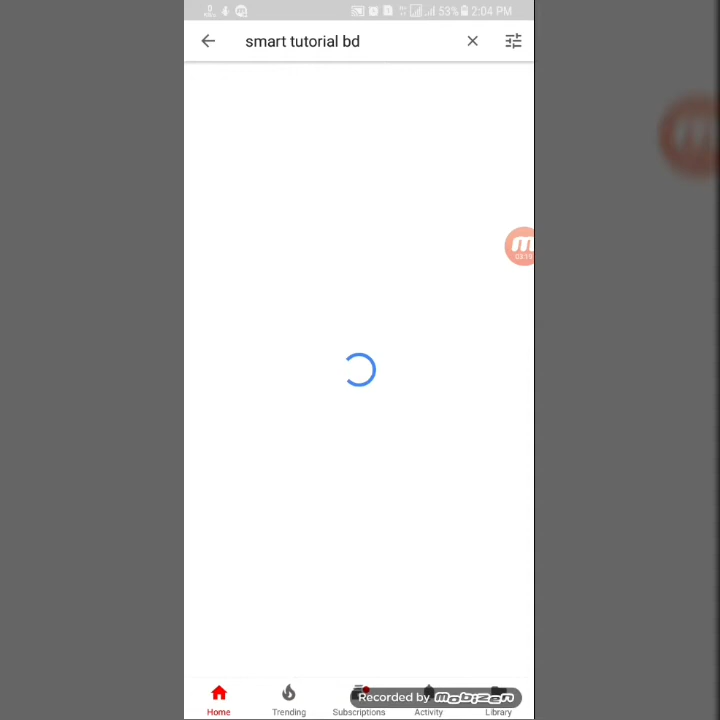 53% 2:04 PM
smart tutorial bd
Home
Trending
Subscriptions
Activity
Library
Recorded by mobizen